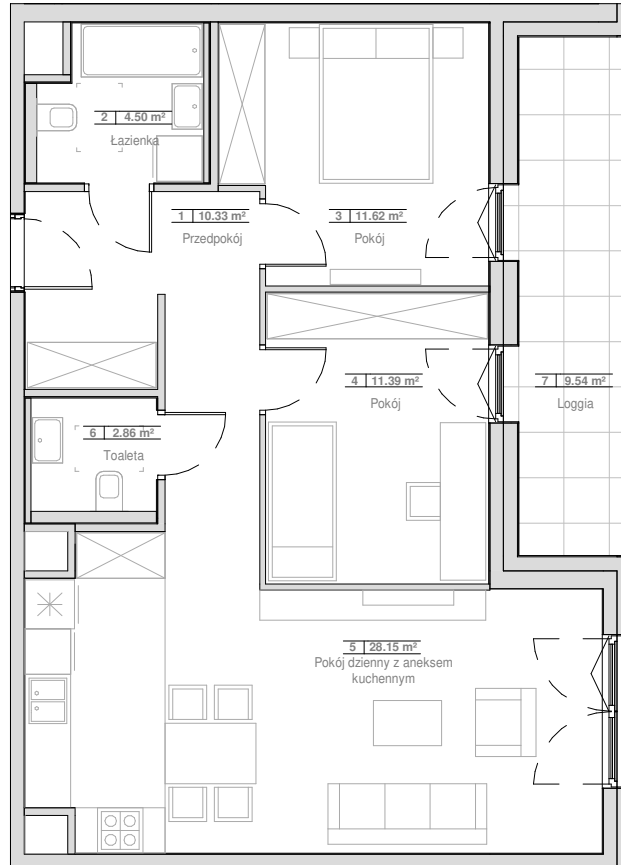 2 4.50 m²
Łazienka
1 10.33 m²
Przedpokój
3 11.62 m²
Pokój
4 11.39 m²
Pokój
7 9.54 m²
Loggia
6 2.86 m²
Toaleta
5 28.15 m²
Pokój dzienny z aneksem
kuchennym